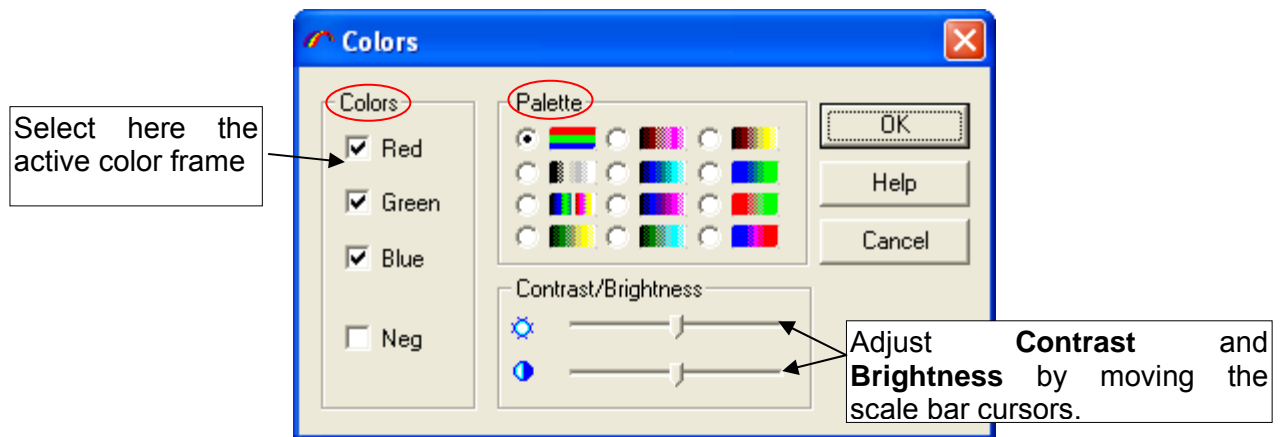 Colors
Colors
Palette
Select here the
active color frame
Red
Green
Blue
Neg
OK
Help
Cancel
Contrast/Brightness
Adjust Contrast and
Brightness by moving the
scale bar cursors.